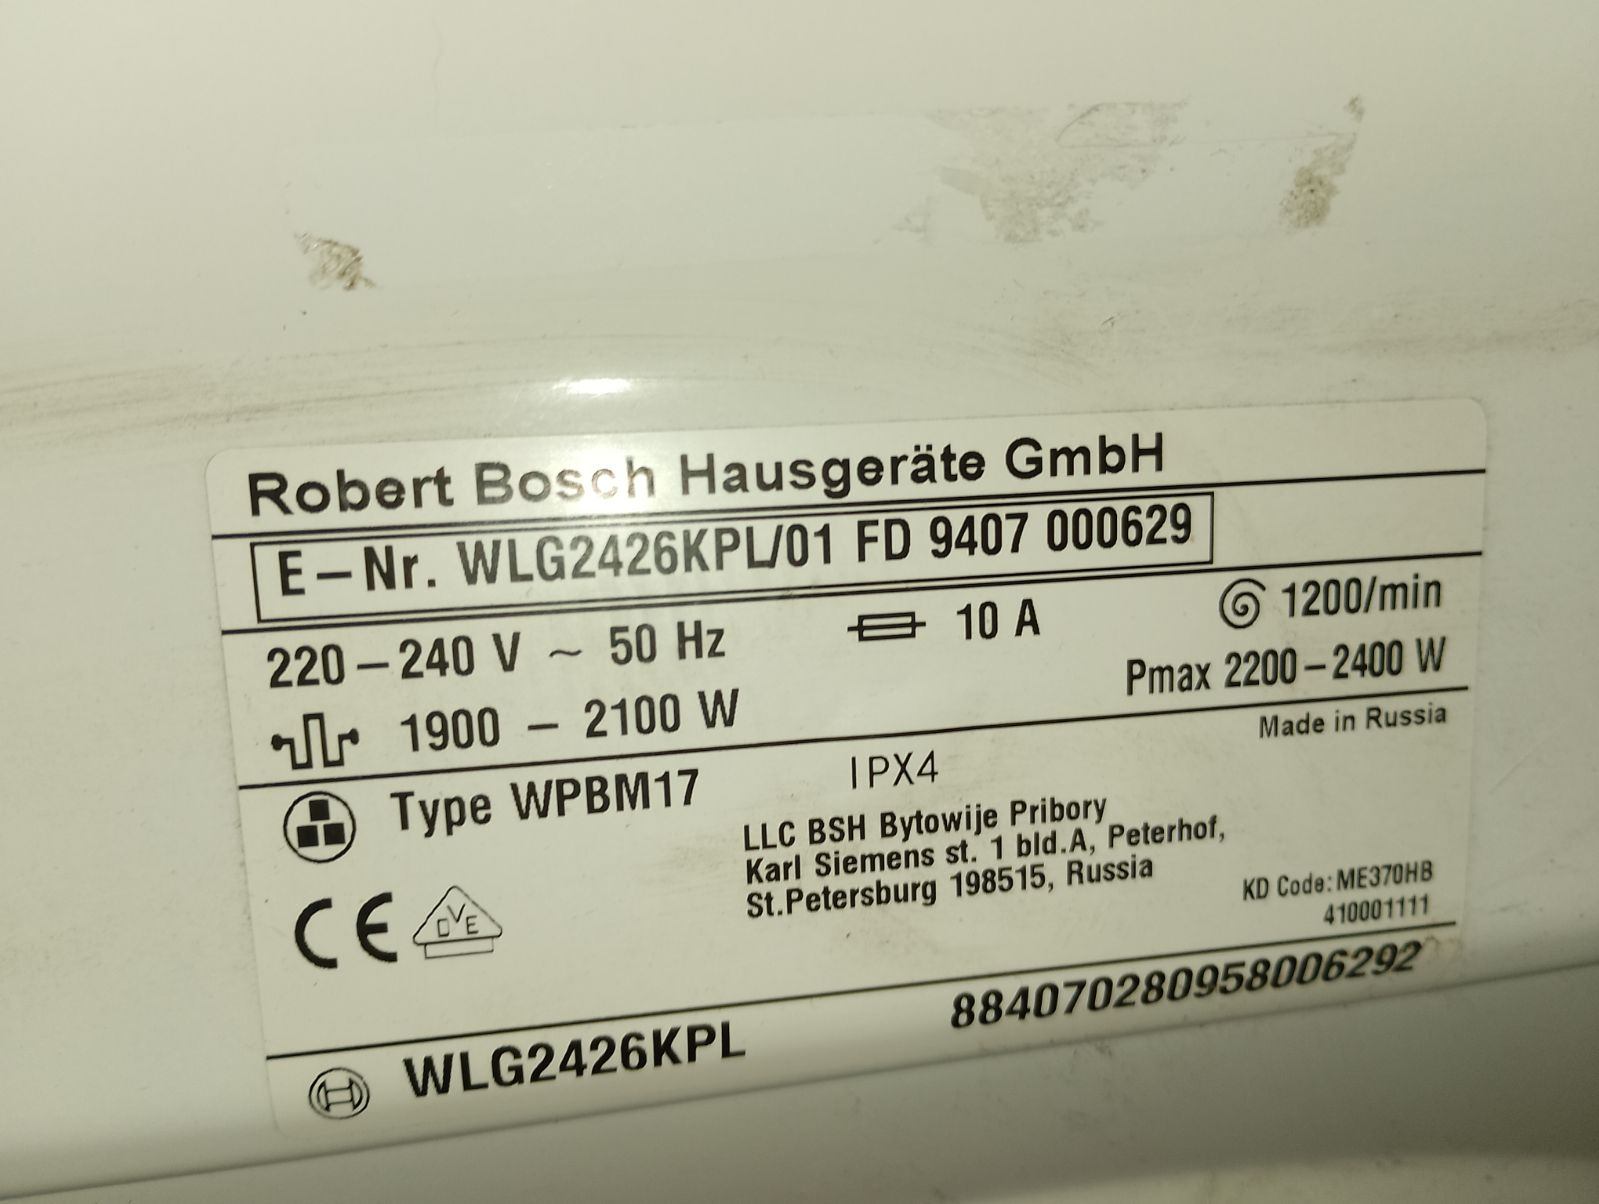 Robert Bosch Hausgeräte GmbH
E-Nr. WLG2426KPL/01 FD 9407 000629
220-240 V ~ 50 Hz 10 A 1200/min
1900 - 2100 W Pmax 2200-2400 W
Made in Russia
Type WPBM17 IPX4
LLC BSH Bytowije Pribory
Karl Siemens st. 1 bld.A, Peterhof,
St.Petersburg 198515, Russia
KD Code: ME370HB
410001111
CE DVE
WLG2426KPL 884070280958006292